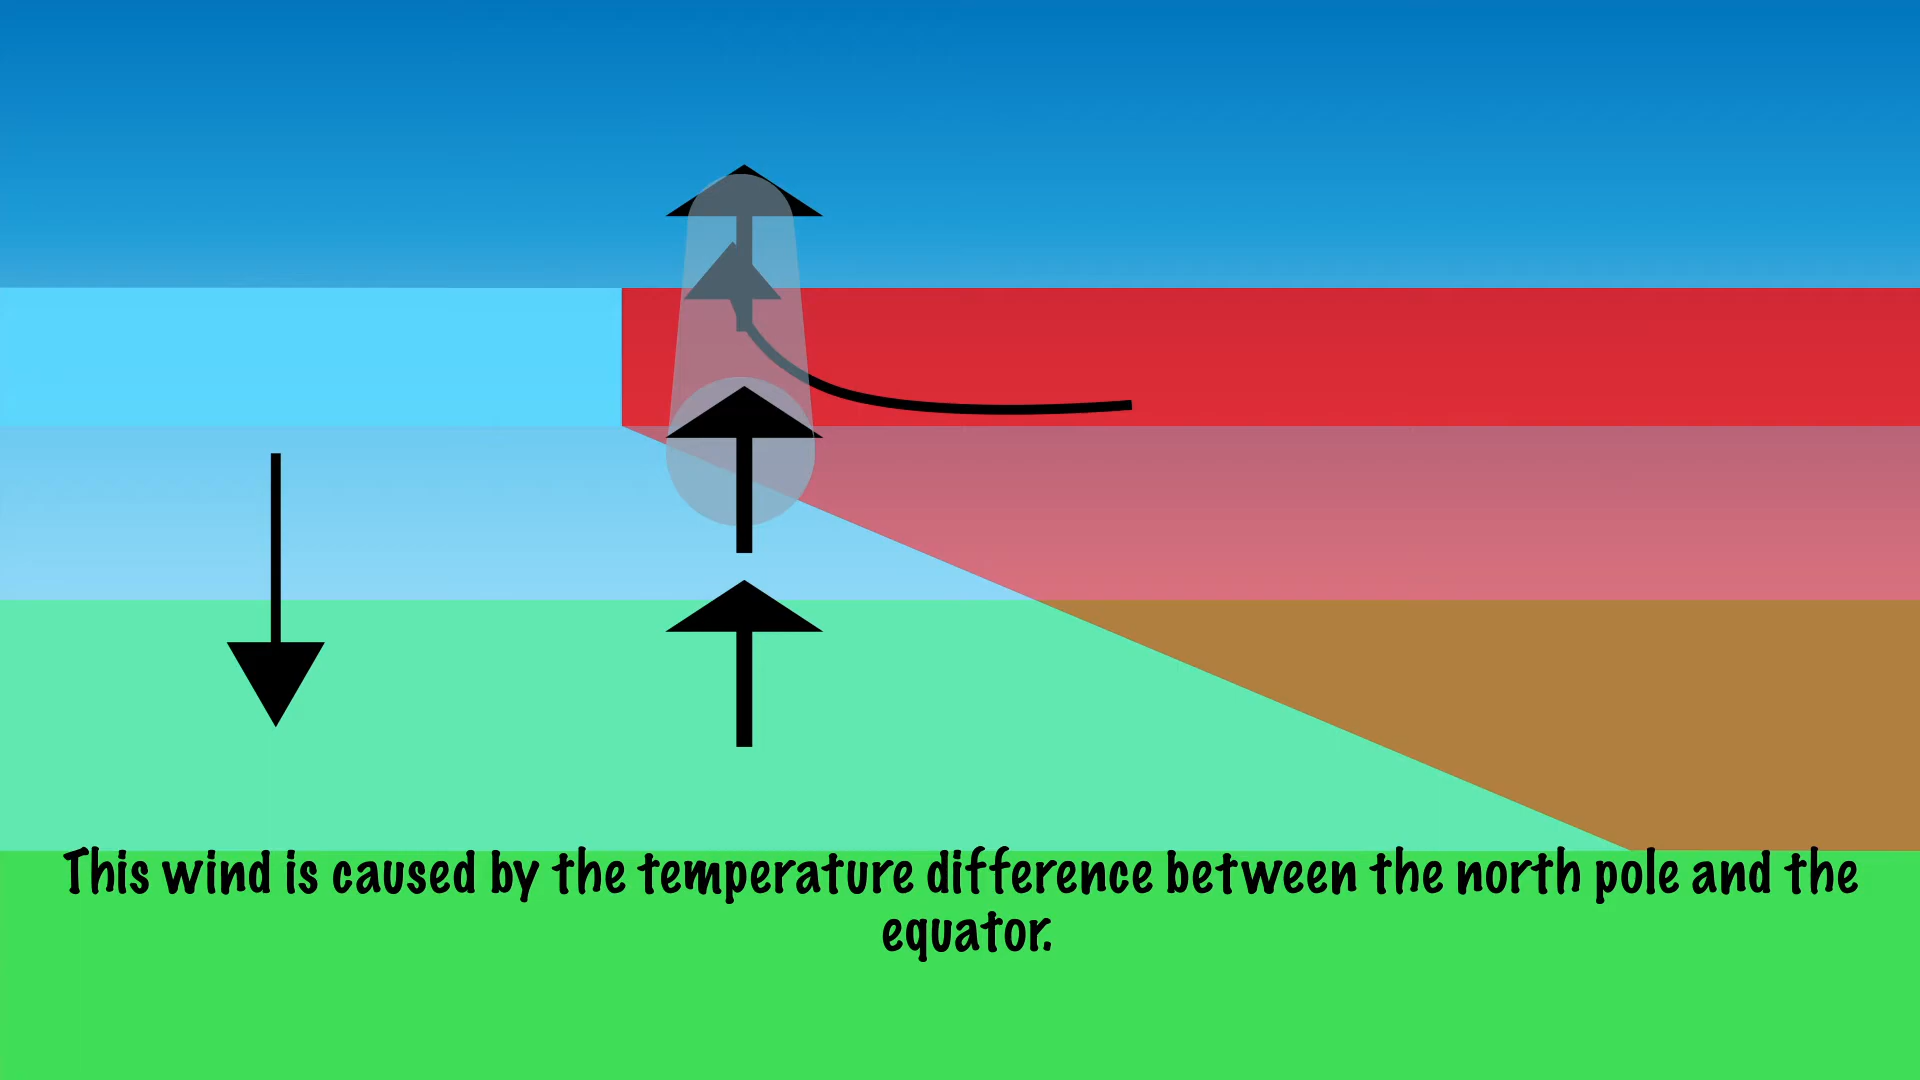 This wind is caused by the temperature difference between the north pole and the
equator.